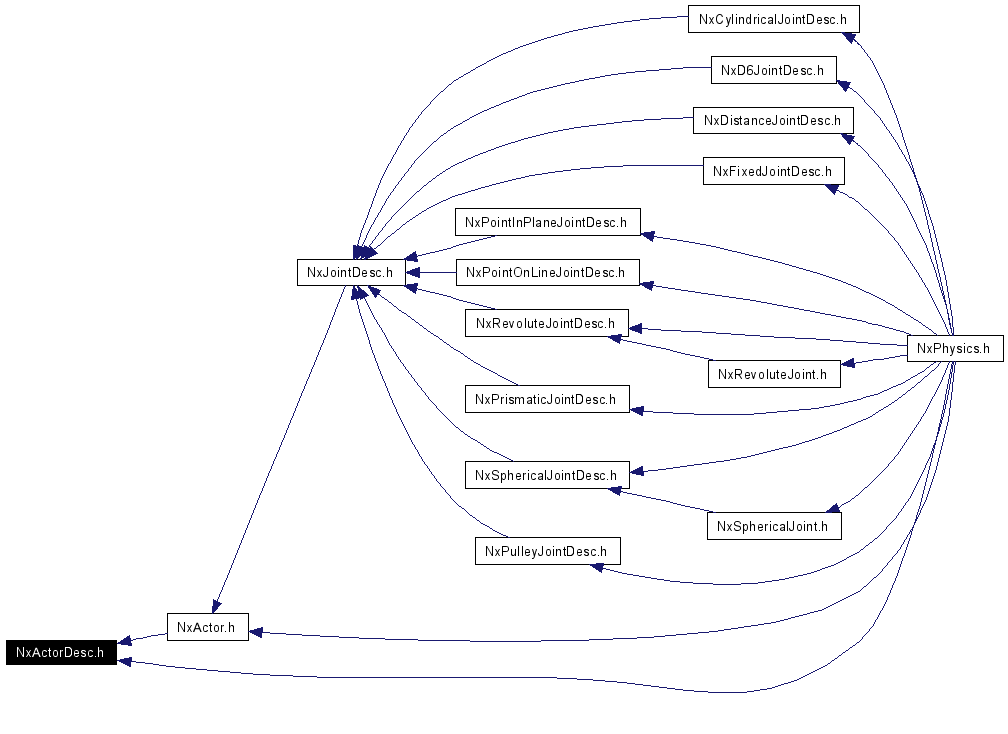 NxCylindricalJointDesc.h
NxD6JointDesc.h
NxDistanceJointDesc.h
NxFixedJointDesc.h
NxPointInPlaneJointDesc.h
NxJointDesc.h
NxPointOnLineJointDesc.h
NxRevoluteJointDesc.h
NxPhysics.h
NxRevoluteJoint.h
NxPrismaticJointDesc.h
NxSphericalJointDesc.h
NxSphericalJoint.h
NxPulleyJointDesc.h
NxActor.h
NxActorDesc.h